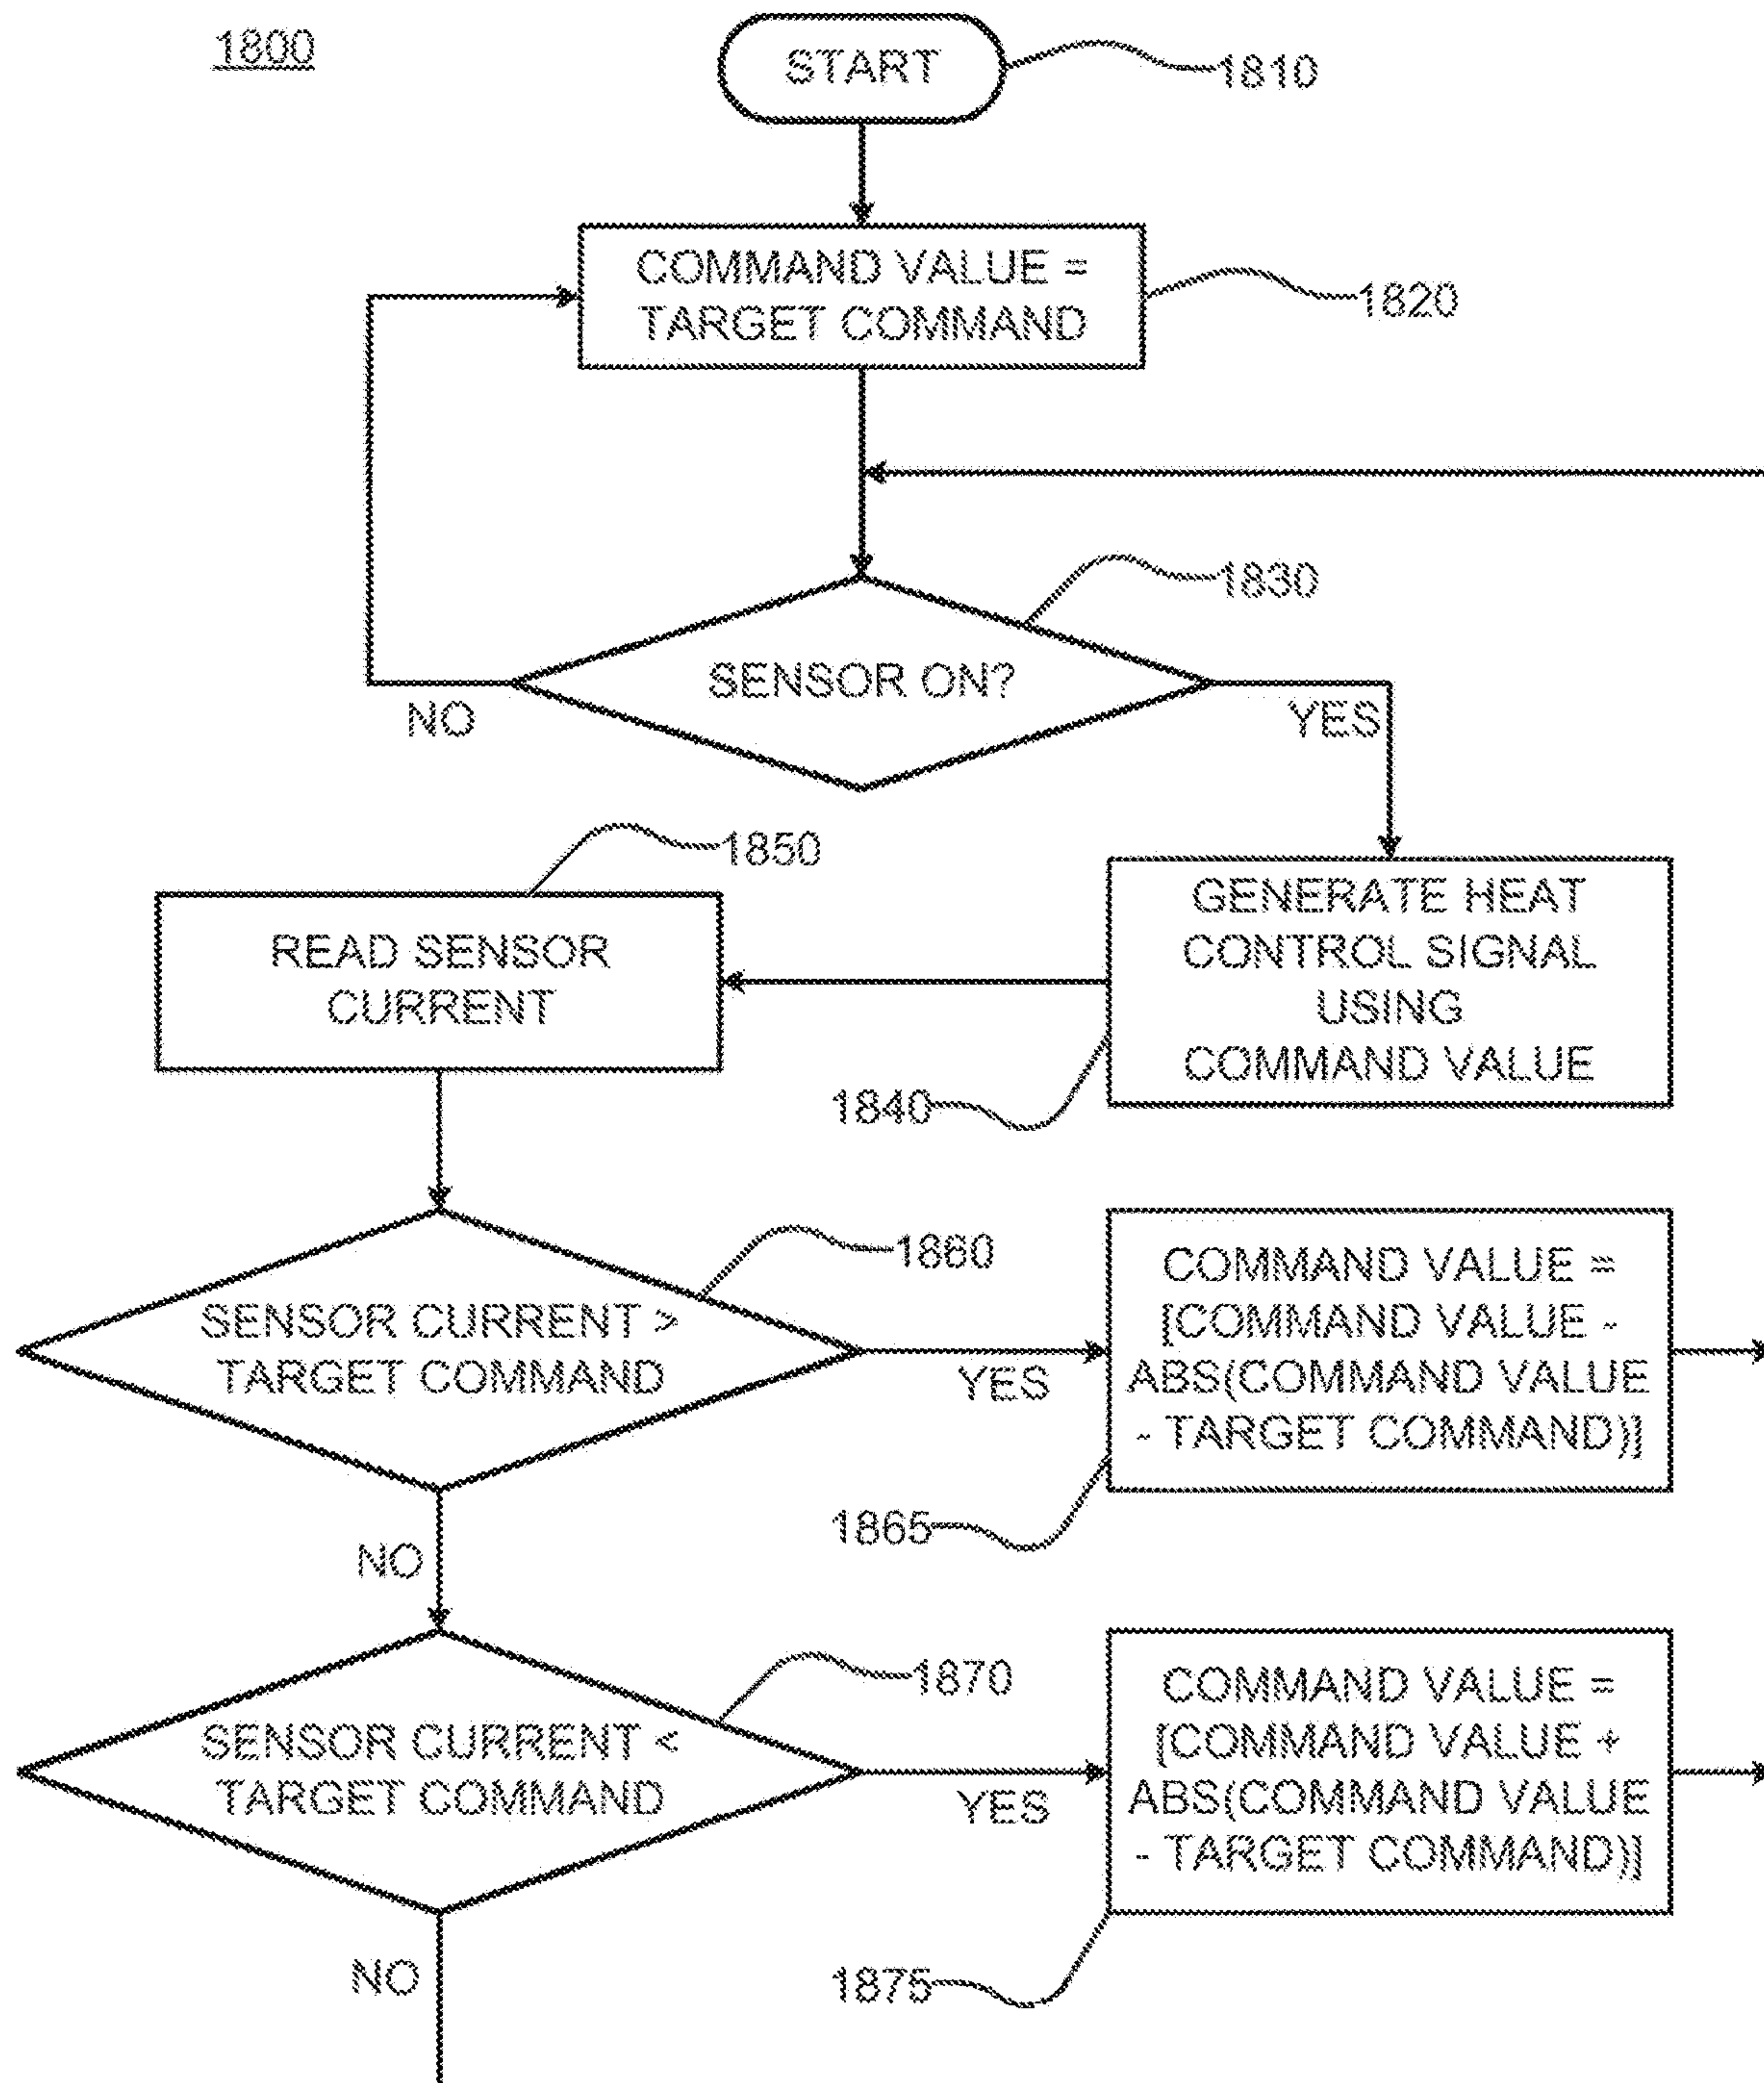 1800
START
1810
COMMAND VALUE =
TARGET COMMAND
1820
1830
SENSOR ON?
NO
YES
1850
READ SENSOR
CURRENT
GENERATE HEAT
CONTROL SIGNAL
USING
COMMAND VALUE
1840
1860
SENSOR CURRENT >
TARGET COMMAND
YES
COMMAND VALUE =
[COMMAND VALUE -
ABS(COMMAND VALUE
- TARGET COMMAND)]
1865
NO
1870
SENSOR CURRENT <
TARGET COMMAND
YES
COMMAND VALUE =
[COMMAND VALUE +
ABS(COMMAND VALUE
- TARGET COMMAND)]
1875
NO